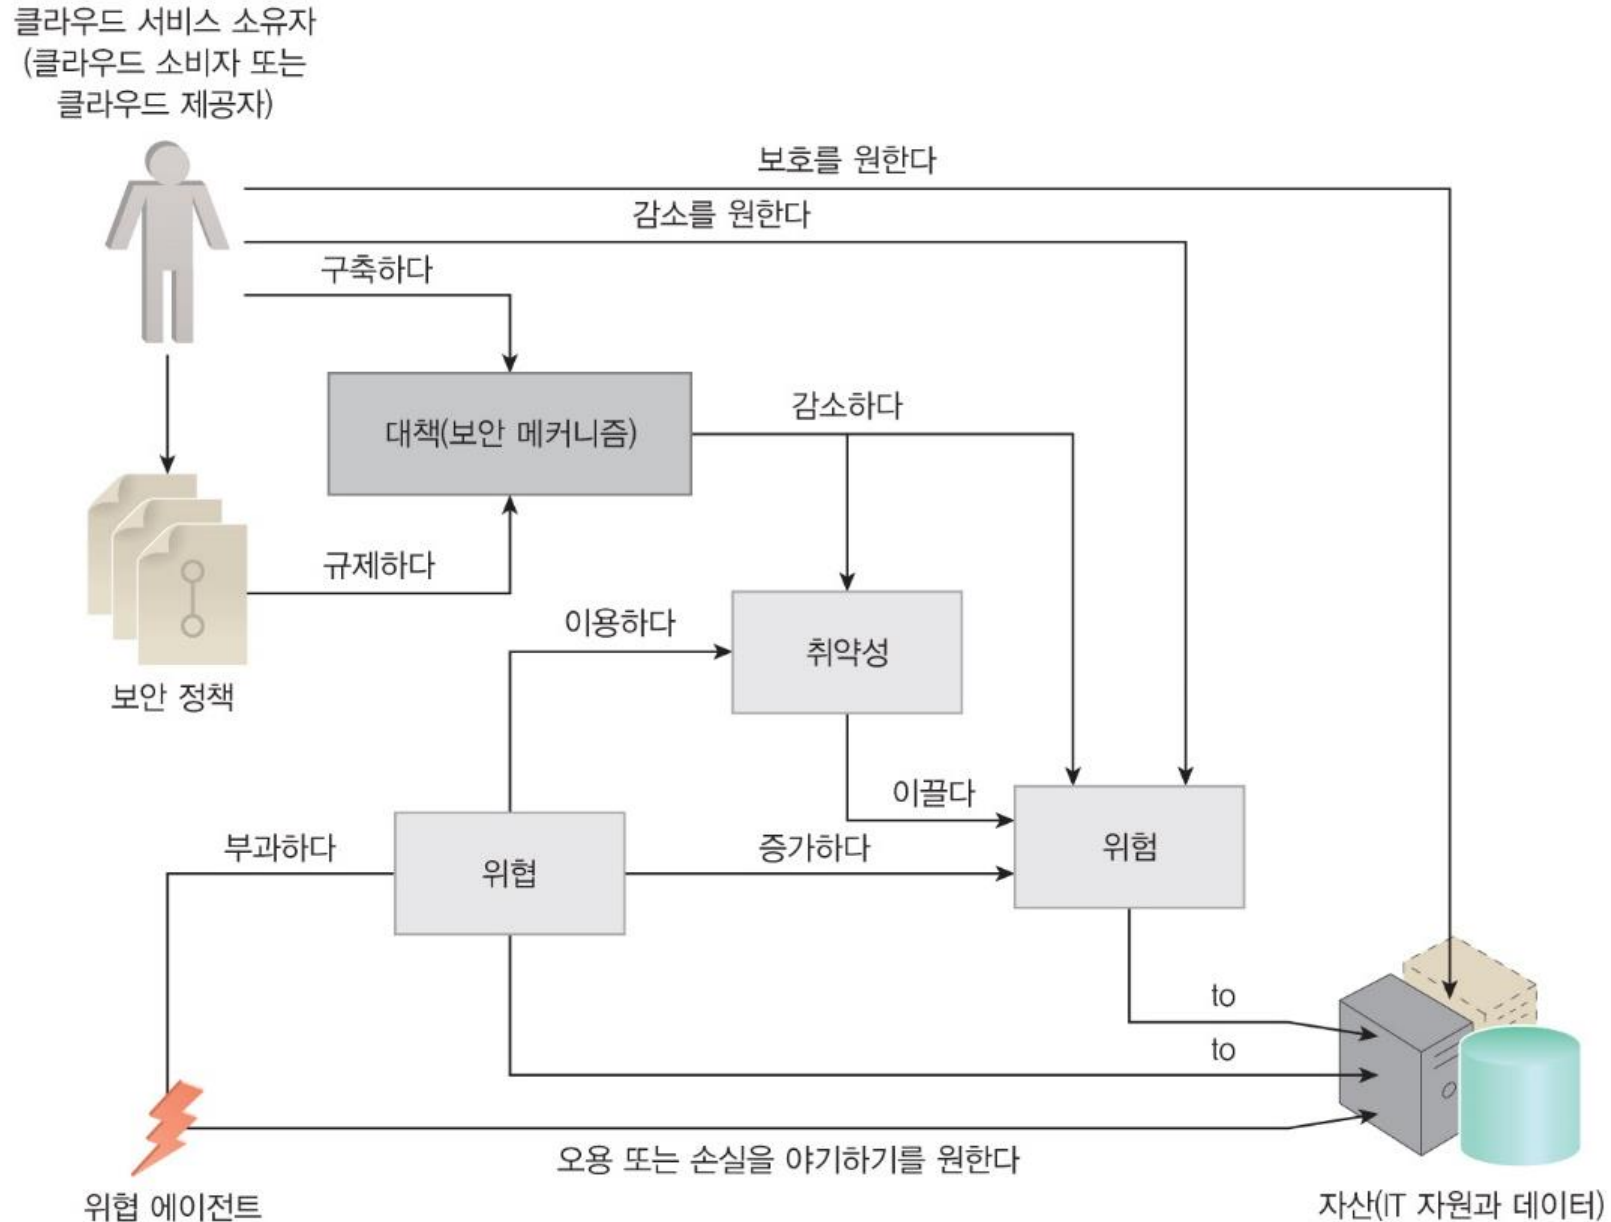 클라우드 서비스 소유자
(클라우드 소비자 또는
클라우드 제공자)
보호를 원한다
감소를 원한다
구축하다
감소하다
대책(보안 메커니즘)
규제하다
이용하다
취약성
보안 정책
이끌다
부과하다
증가하다
위협
위험
to
to
오용 또는 손실을 야기하기를 원한다
위협 에이전트
자산(IT 자원과 데이터)